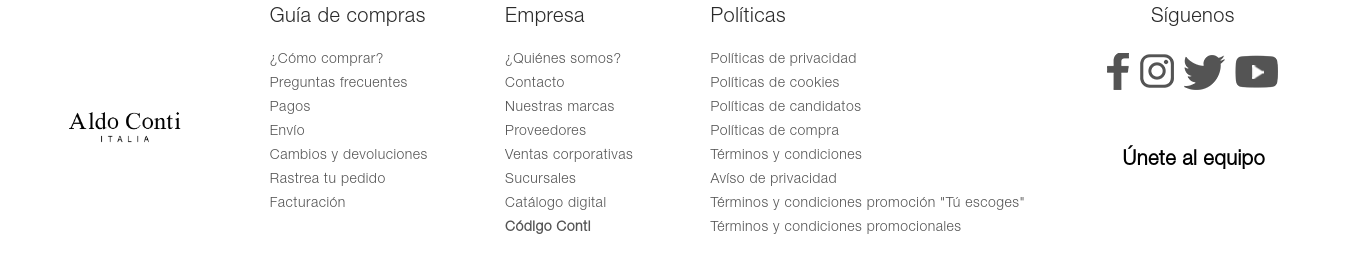 Aldo Conti
ITALIA
Guía de compras
¿Cómo comprar?
Preguntas frecuentes
Pagos
Envío
Cambios y devoluciones
Rastrea tu pedido
Facturación
Empresa
¿Quiénes somos?
Contacto
Nuestras marcas
Proveedores
Ventas corporativas
Sucursales
Catálogo digital
Código Conti
Políticas
Políticas de privacidad
Políticas de cookies
Políticas de candidatos
Políticas de compra
Términos y condiciones
Avíso de privacidad
Términos y condiciones promoción "Tú escoges"
Términos y condiciones promocionales
Síguenos
Únete al equipo